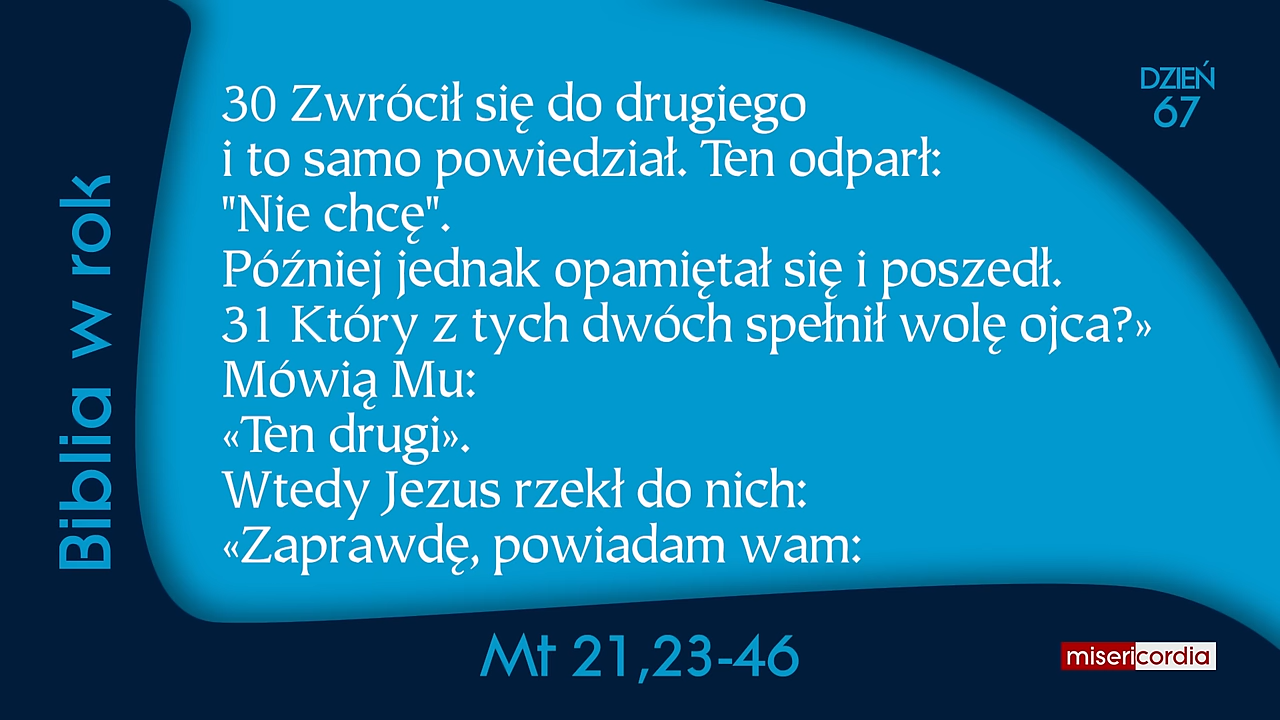 DZIEŃ
67
30 Zwrócił się do drugiego
i to samo powiedział. Ten odparł:
"Nie chcę".
Później jednak opamiętał się i poszedł.
31 Który z tych dwóch spełnił wolę ojca?»
Mówią Mu:
«Ten drugi».
Wtedy Jezus rzekł do nich:
«Zaprawdę, powiadam wam:
Biblia w rok
Mt 21,23-46
misericordia